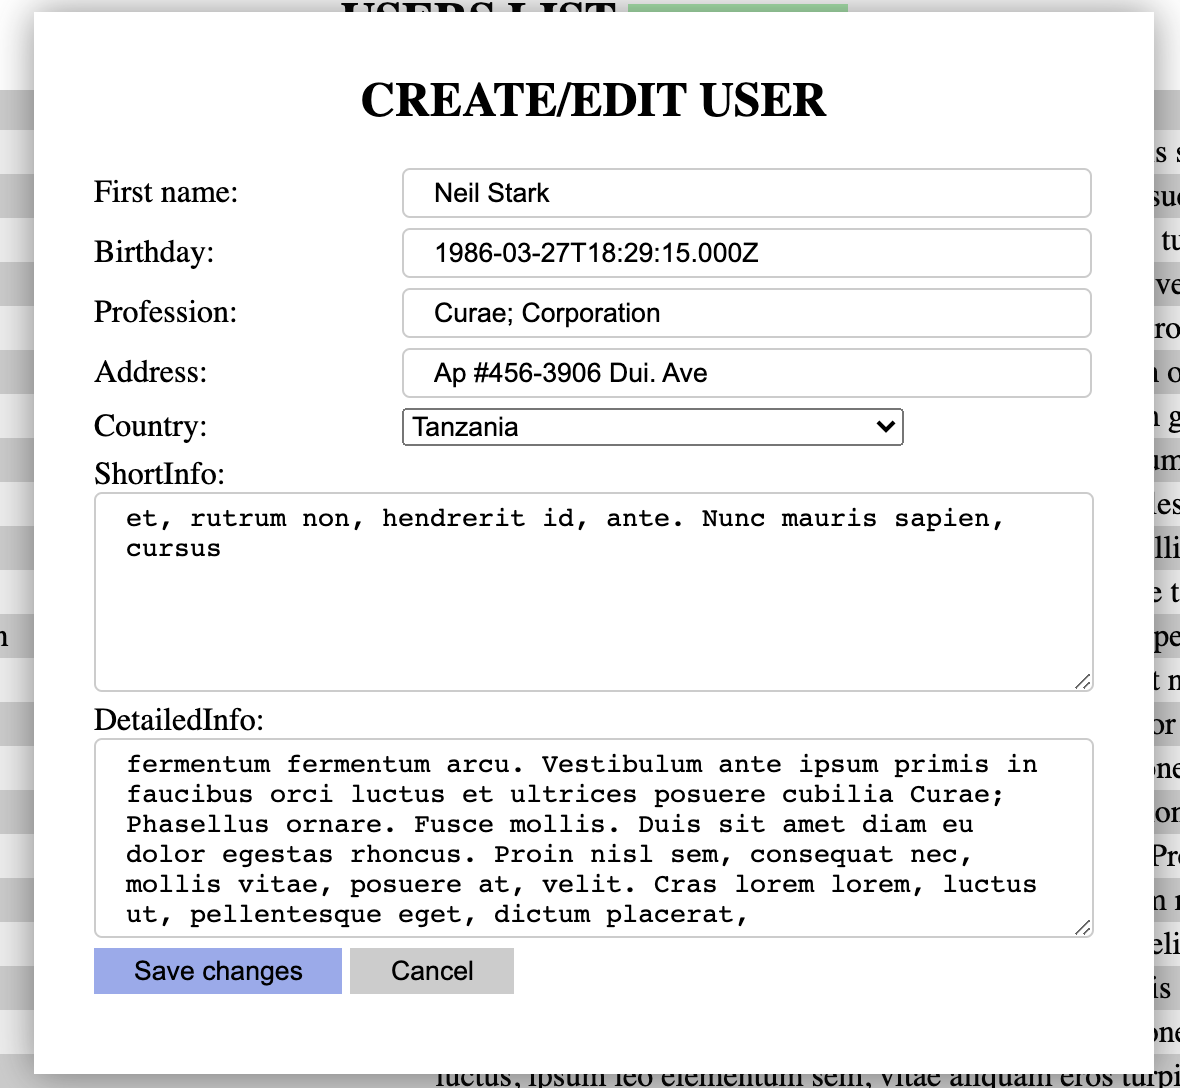 USERS LIST
CREATE/EDIT USER
First name:
Neil Stark
Birthday:
1986-03-27T18:29:15.000Z
Profession:
Curae; Corporation
Address:
Ap #456-3906 Dui. Ave
Country:
Tanzania
ShortInfo:
et, rutrum non, hendrerit id, ante. Nunc mauris sapien,
cursus
DetailedInfo:
fermentum fermentum arcu. Vestibulum ante ipsum primis in
faucibus orci luctus et ultrices posuere cubilia Curae;
Phasellus ornare. Fusce mollis. Duis sit amet diam eu
dolor egestas rhoncus. Proin nisl sem, consequat nec,
mollis vitae, posuere at, velit. Cras lorem lorem, luctus
ut, pellentesque eget, dictum placerat,
Save changes
Cancel
luctus, ipsum leo elementum sem, vitae aliquam eros turpi